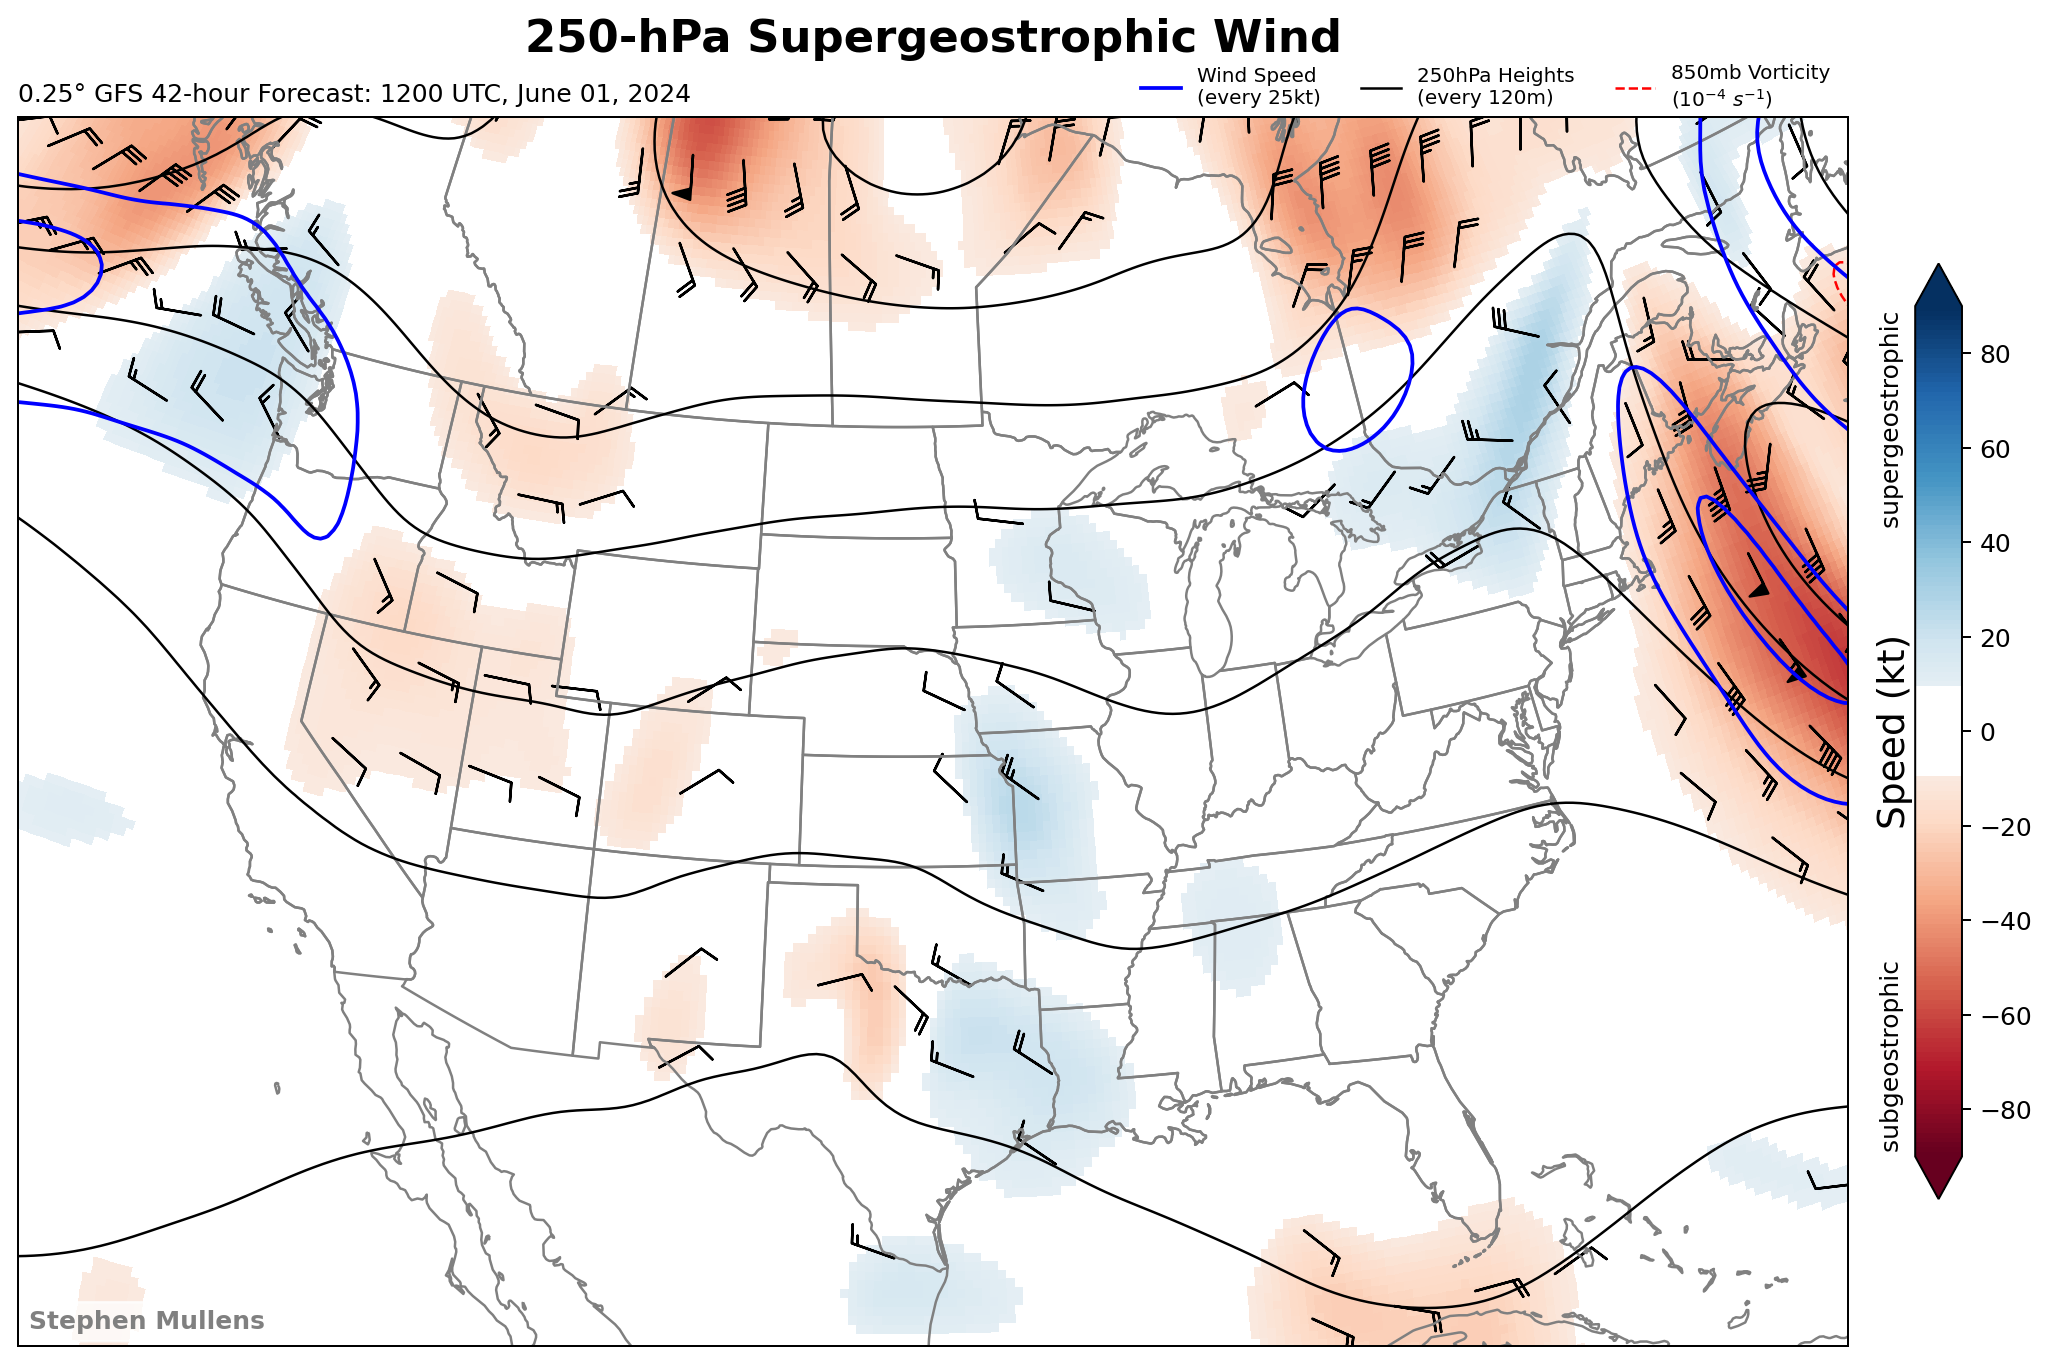 250-hPa Supergeostrophic Wind
0.25° GFS 42-hour Forecast: 1200 UTC, June 01, 2024
Wind Speed
(every 25kt)
250hPa Heights
(every 120m)
850mb Vorticity
(10⁻⁴ s⁻¹)
supergeostrophic
Speed (kt)
subgeostrophic
80
60
40
20
0
−20
−40
−60
−80
Stephen Mullens